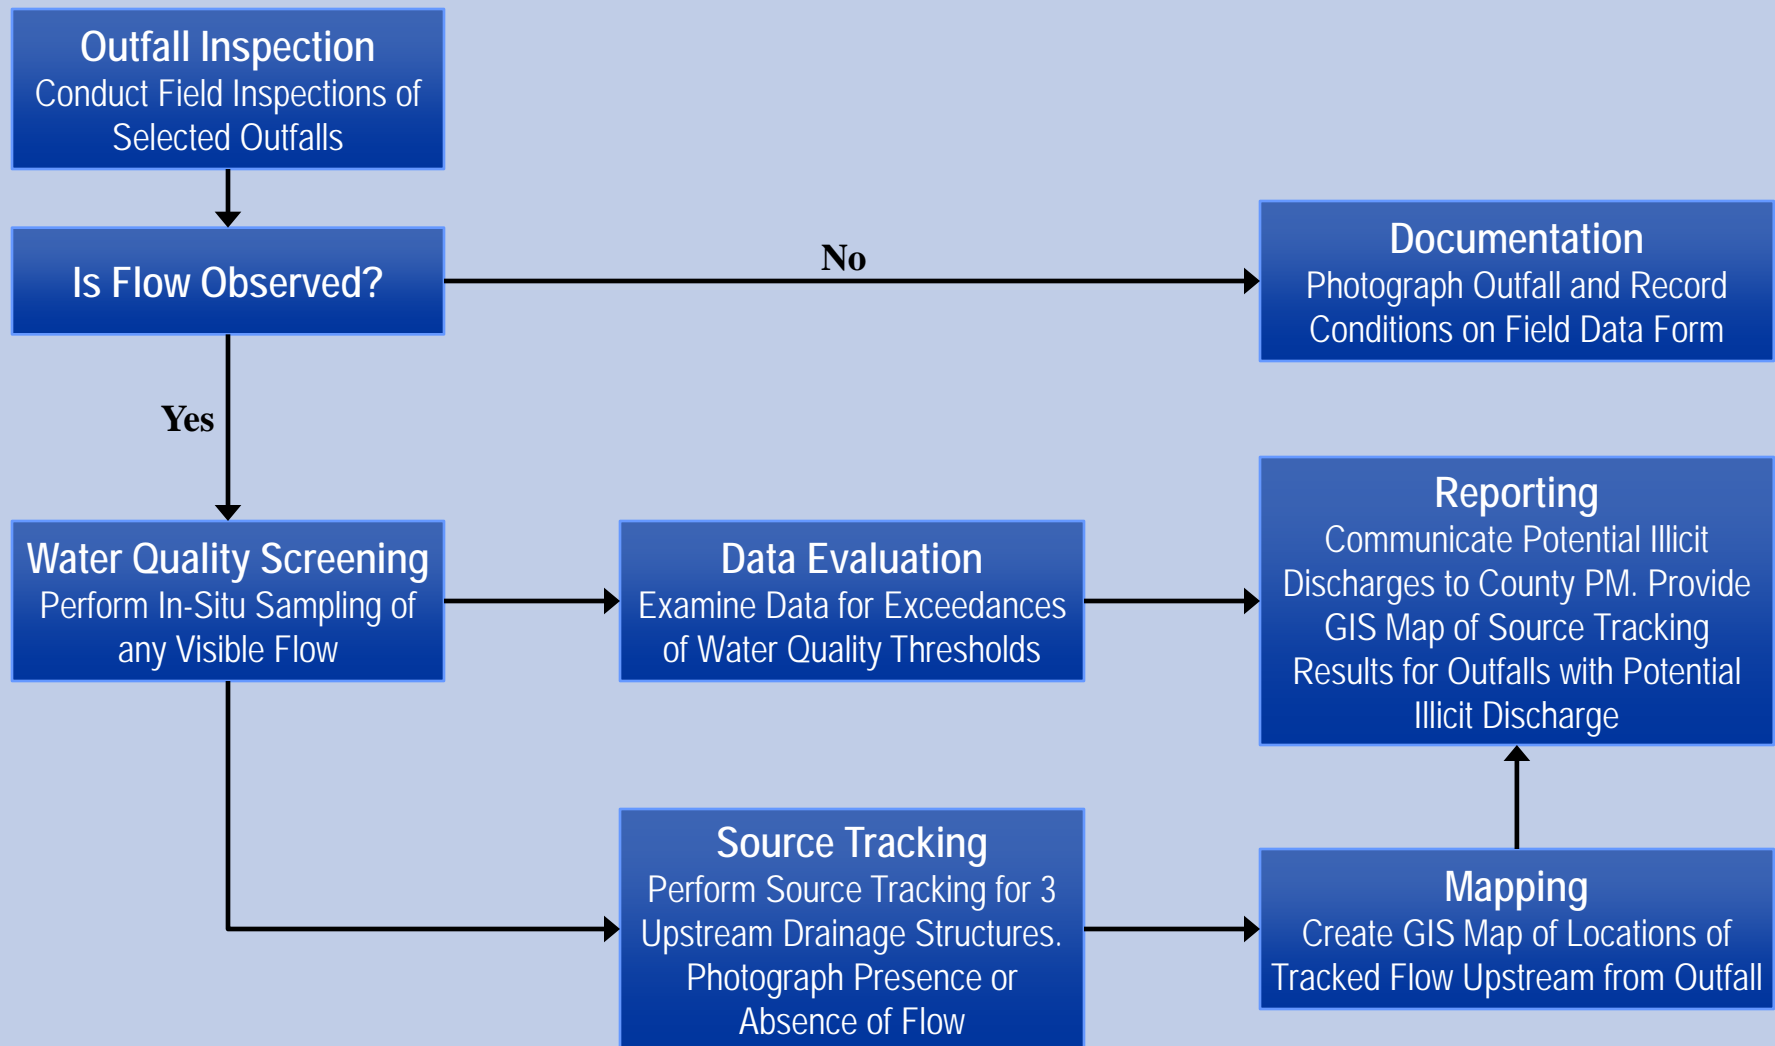 Outfall Inspection
Conduct Field Inspections of
Selected Outfalls
Is Flow Observed?
No
Documentation
Photograph Outfall and Record
Conditions on Field Data Form
Yes
Water Quality Screening
Perform In-Situ Sampling of
any Visible Flow
Data Evaluation
Examine Data for Exceedances
of Water Quality Thresholds
Reporting
Communicate Potential Illicit
Discharges to County PM. Provide
GIS Map of Source Tracking
Results for Outfalls with Potential
Illicit Discharge
Source Tracking
Perform Source Tracking for 3
Upstream Drainage Structures.
Photograph Presence or
Absence of Flow
Mapping
Create GIS Map of Locations of
Tracked Flow Upstream from Outfall